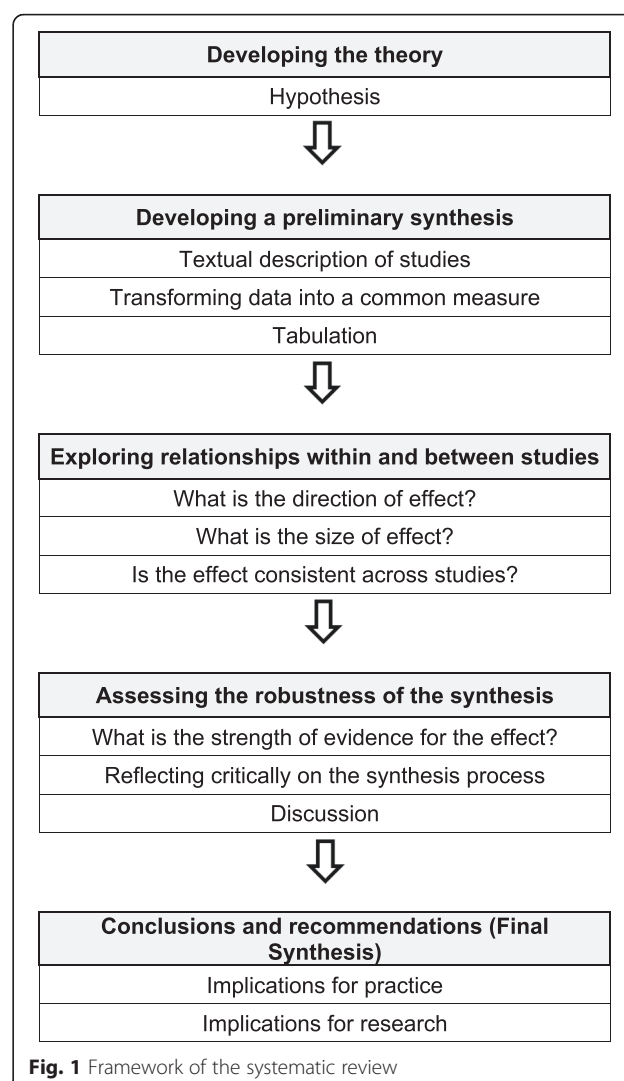 Developing the theory
Hypothesis
Developing a preliminary synthesis
Textual description of studies
Transforming data into a common measure
Tabulation
Exploring relationships within and between studies
What is the direction of effect?
What is the size of effect?
Is the effect consistent across studies?
Assessing the robustness of the synthesis
What is the strength of evidence for the effect?
Reflecting critically on the synthesis process
Discussion
Conclusions and recommendations (Final
Synthesis)
Implications for practice
Implications for research
Fig. 1 Framework of the systematic review